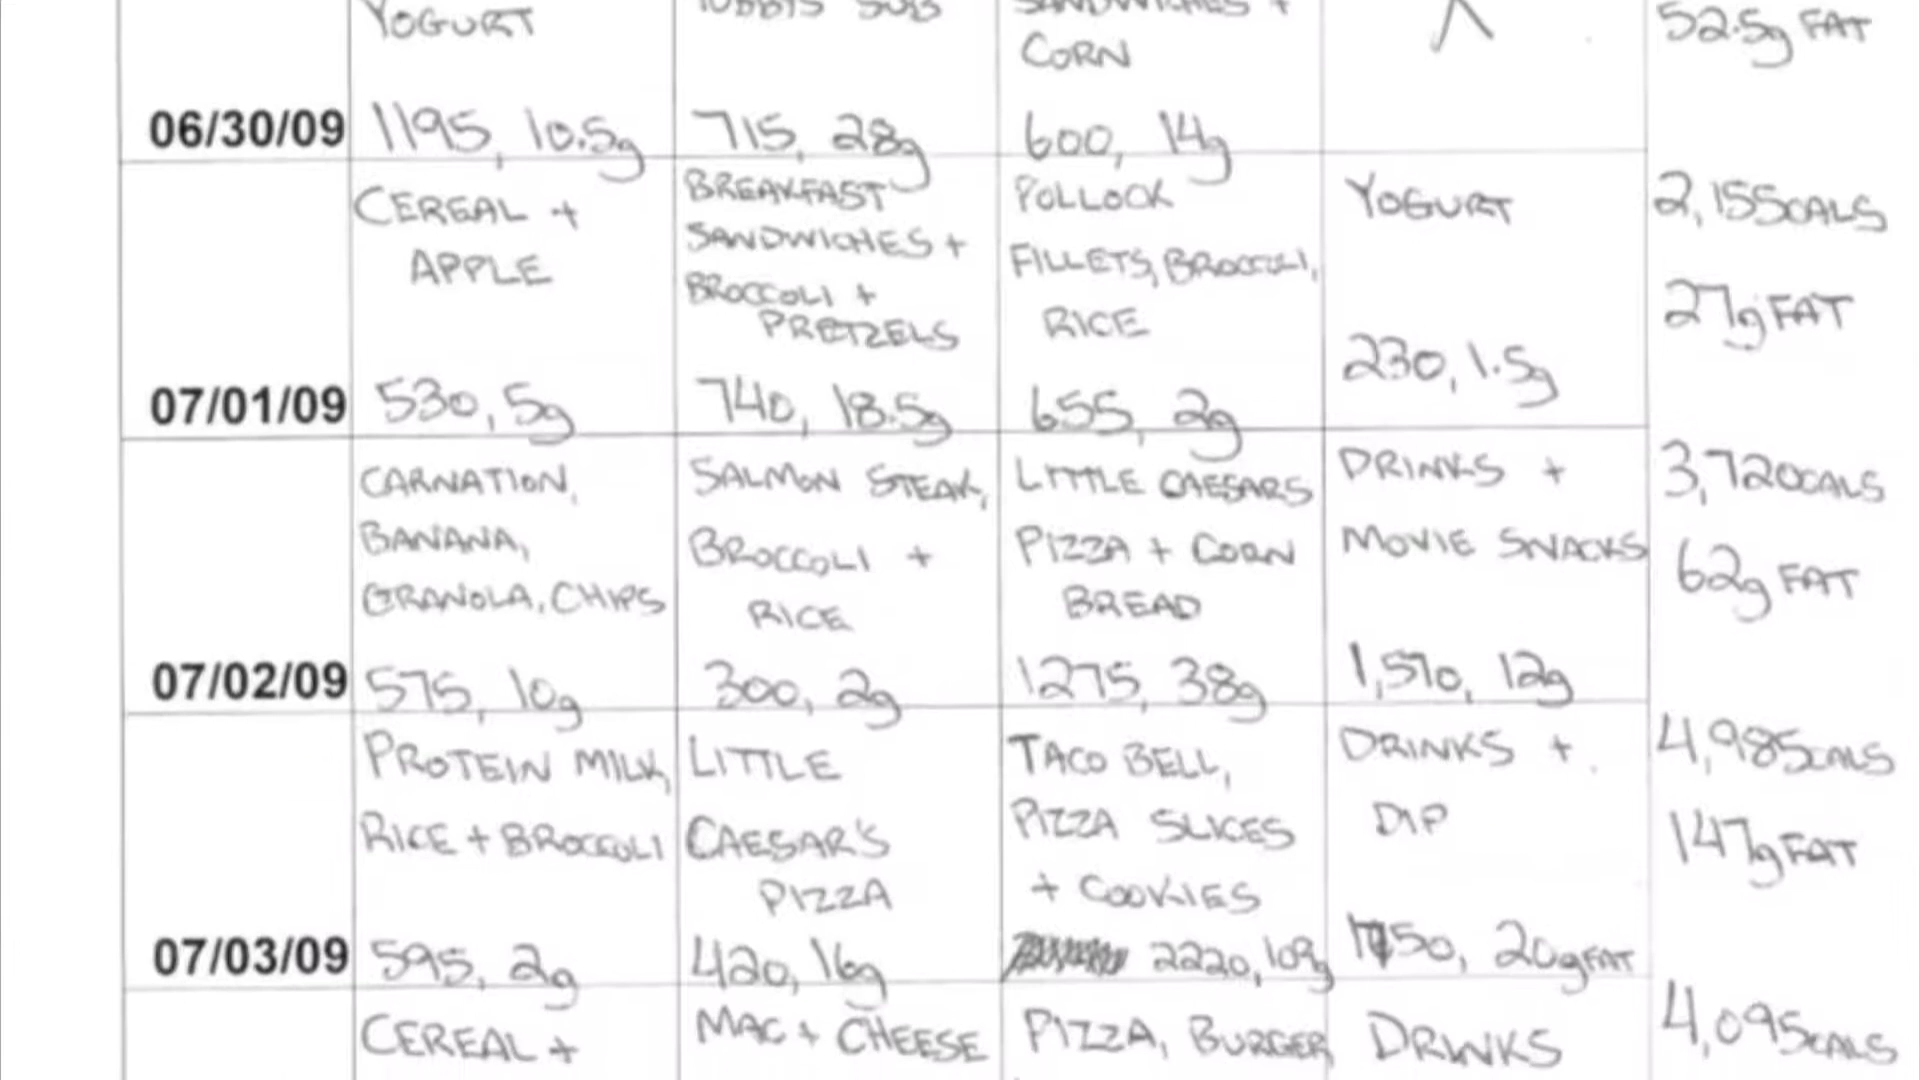 YOGURT
CORN
52.5g FAT
06/30/09
1195, 10.5g
715, 28g
600, 14g
CEREAL +
APPLE
BREAKFAST
SANDWICHES +
BROCCOLI +
PRETZELS
POLLOCK
FILLETS, BROCCOLI,
RICE
YOGURT
230, 1.5g
2,155CALS
27g FAT
07/01/09
530, 5g
740, 18.5g
655, 2g
CARNATION,
BANANA,
GRANOLA, CHIPS
SALMON STEAK,
BROCCOLI +
RICE
LITTLE CAESARS
PIZZA + CORN
BREAD
DRINKS +
MOVIE SNACKS
3,720CALS
62g FAT
07/02/09
575, 10g
300, 2g
1275, 38g
1,570, 12g
PROTEIN MILK,
RICE + BROCCOLI
LITTLE
CAESAR'S
PIZZA
TACO BELL,
PIZZA SLICES
+ COOKIES
DRINKS +
DIP
4,985CALS
147g FAT
07/03/09
595, 2g
420, 16g
2220, 109g
1750, 20gFAT
CEREAL +
MAC + CHEESE
PIZZA, BURGER
DRINKS
4,095CALS